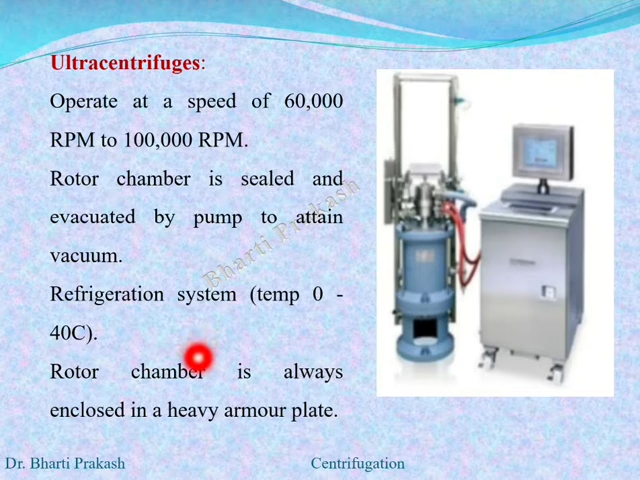 Ultracentrifuges:
Operate at a speed of 60,000
RPM to 100,000 RPM.
Rotor chamber is sealed and
evacuated by pump to attain
vacuum.
Refrigeration system (temp 0 -
40C).
Rotor chamber is always
enclosed in a heavy armour plate.
Bharti Prakash
Dr. Bharti Prakash
Centrifugation